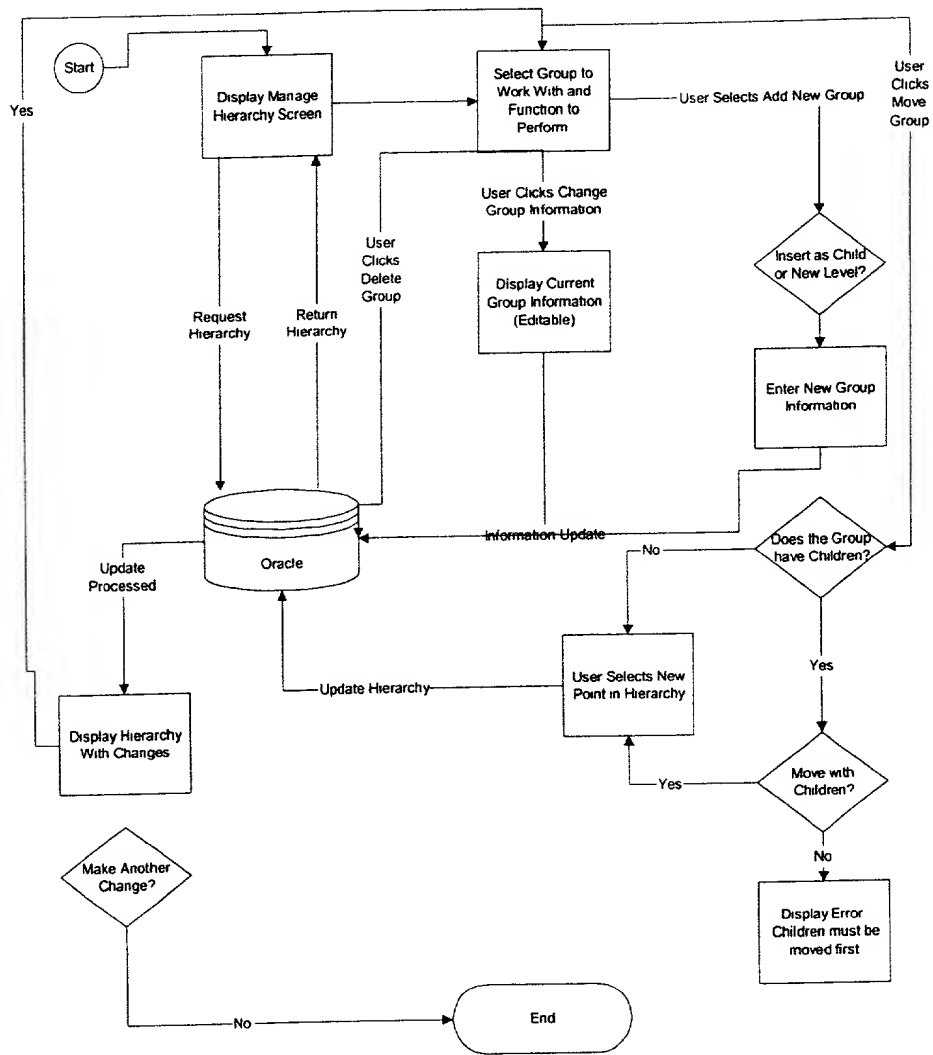 Start
Yes
Display Manage
Hierarchy Screen
Select Group to
Work With and
Function to
Perform
User Selects Add New Group
User
Clicks
Move
Group
User Clicks Change
Group Information
User
Clicks
Delete
Group
Insert as Child
or New Level?
Display Current
Group Information
(Editable)
Request
Hierarchy
Return
Hierarchy
Enter New Group
Information
Information Update
Does the Group
have Children?
No
Oracle
Update
Processed
Yes
Update Hierarchy
User Selects New
Point in Hierarchy
Display Hierarchy
With Changes
Yes
Move with
Children?
No
Make Another
Change?
Display Error
Children must be
moved first
No
End